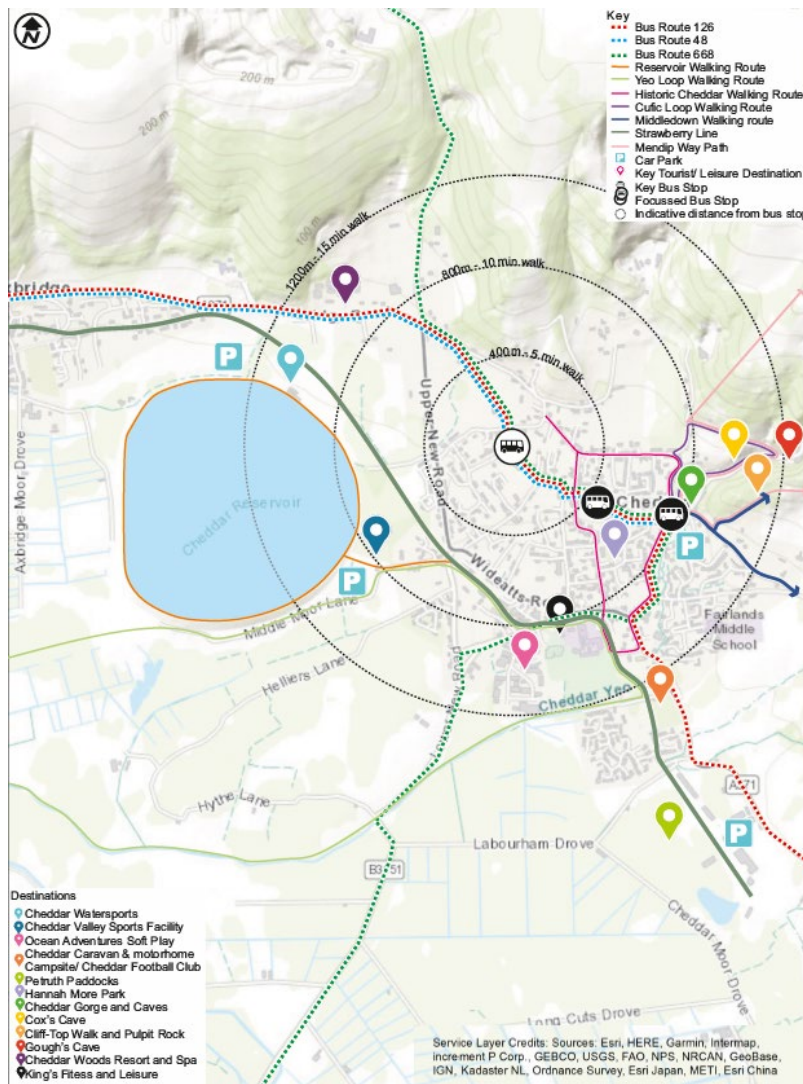 N
Key
Bus Route 126
Bus Route 48
Bus Route 668
Reservoir Walking Route
Yeo Loop Walking Route
Historic Cheddar Walking Route
Cufic Loop Walking Route
Middledown Walking route
Strawberry Line
Mendip Way Path
P Car Park
Key Tourist/ Leisure Destination
Key Bus Stop
Focussed Bus Stop
Indicative distance from bus stop
200 m
200 m
100 m
1200m - 15 min walk
800m - 10 min walk
400m - 5 min walk
xbridge
P
Upper New Road
Axbridge Moor Drove
Cheddar Reservoir
Ched
P
P
Wideatts Ro
Middle Moor Lane
Fairlands
Middle
School
Helliers Lane
Cheddar Yeo
Hythe Lane
A371
P
Labourham Drove
B3151
Cheddar Moor Drove
Long Cuts Drove
Destinations
Cheddar Watersports
Cheddar Valley Sports Facility
Ocean Adventures Soft Play
Cheddar Caravan & motorhome
Campsite/ Cheddar Football Club
Petruth Paddocks
Hannah More Park
Cheddar Gorge and Caves
Cox's Cave
Cliff-Top Walk and Pulpit Rock
Gough's Cave
Cheddar Woods Resort and Spa
King's Fitess and Leisure
Service Layer Credits: Sources: Esri, HERE, Garmin, Intermap,
increment P Corp., GEBCO, USGS, FAO, NPS, NRCAN, GeoBase,
IGN, Kadaster NL, Ordnance Survey, Esri Japan, METI, Esri China